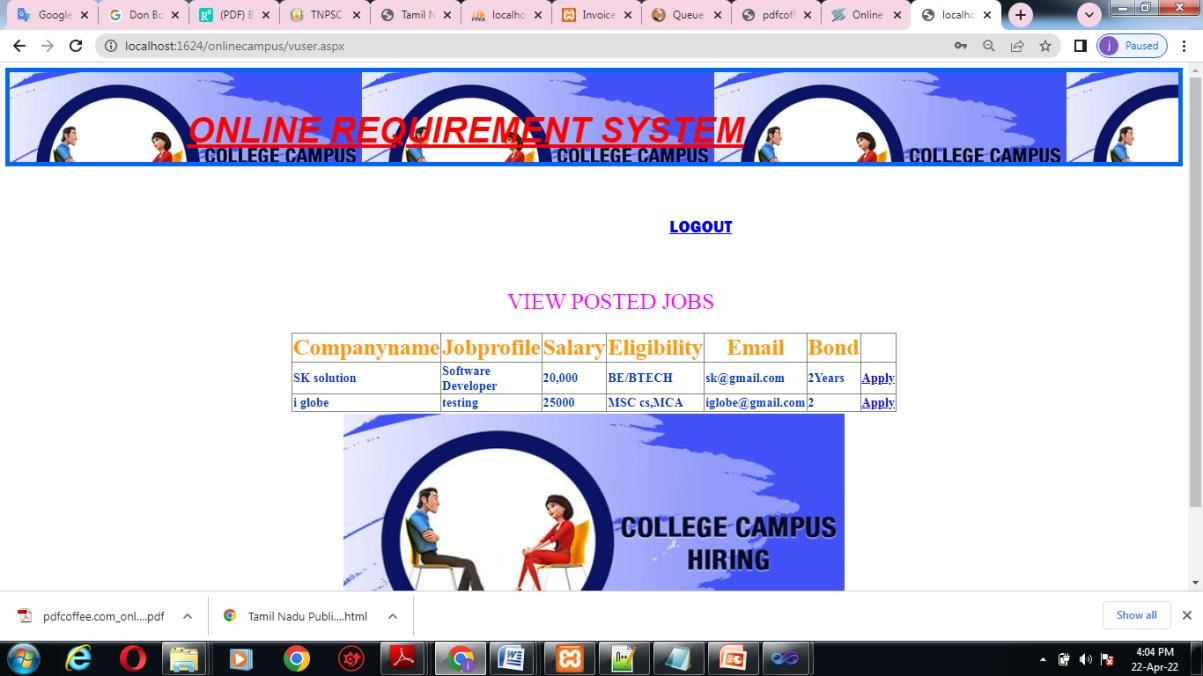 Google
Don Bo
(PDF) E
TNPSC
Tamil N
localho
Invoice
Queue
pdfcoff
Online
localho
localhost:1624/onlinecampus/vuser.aspx
j Paused
ONLINE REQUIREMENT SYSTEM
COLLEGE CAMPUS COLLEGE CAMPUS COLLEGE CAMPUS
LOGOUT
VIEW POSTED JOBS
Companyname Jobprofile Salary Eligibility Email Bond
SK solution Software Developer 20,000 BE/BTECH sk@gmail.com 2Years Apply
i globe testing 25000 MSC cs,MCA iglobe@gmail.com 2 Apply
COLLEGE CAMPUS
HIRING
pdfcoffee.com_onl....pdf
Tamil Nadu Publi....html
Show all
4:04 PM
22-Apr-22